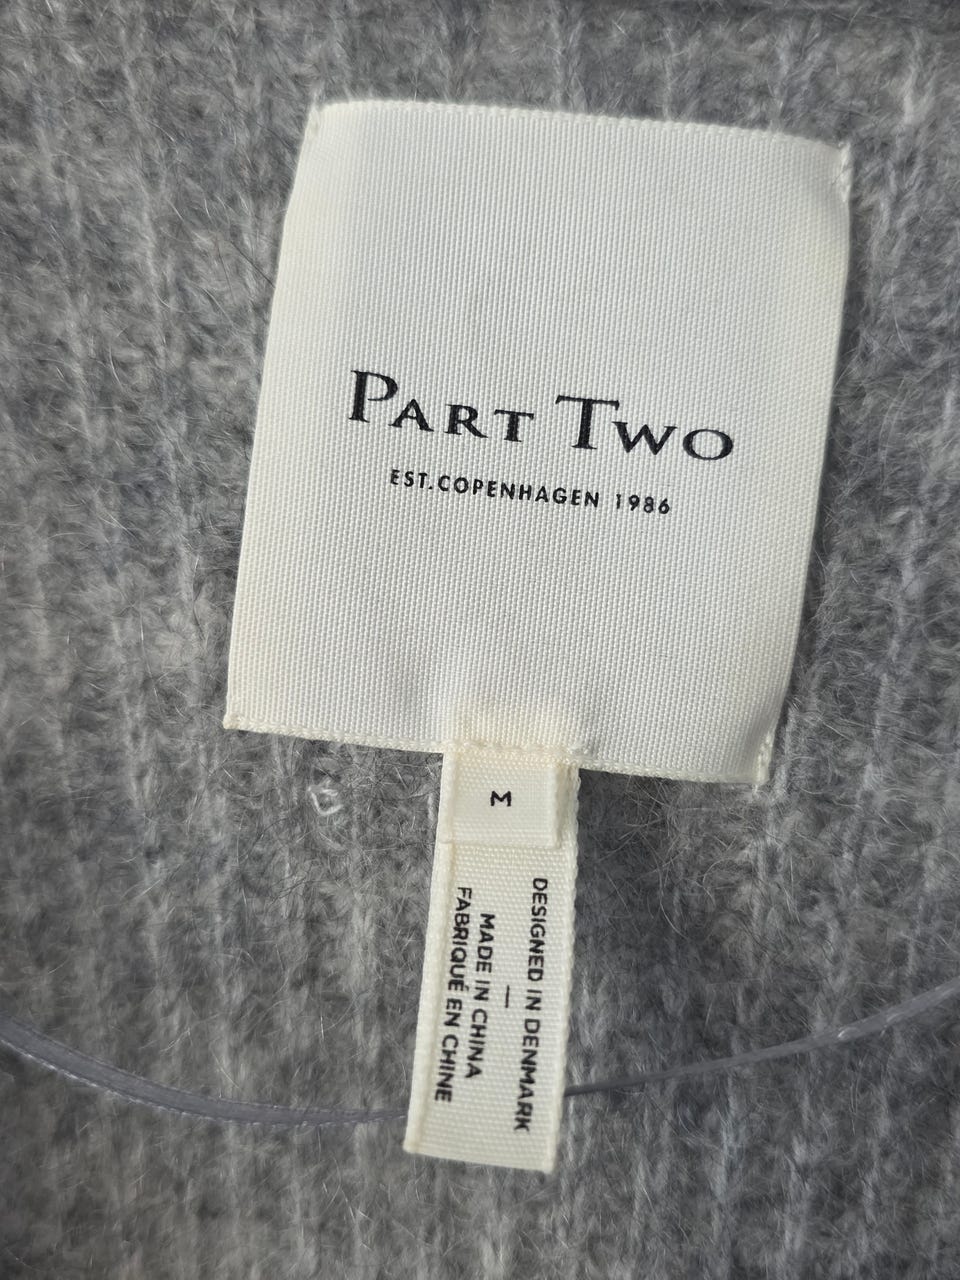 PART TWO
EST.COPENHAGEN 1986
M
DESIGNED IN DENMARK
—
MADE IN CHINA
FABRIQUÉ EN CHINE